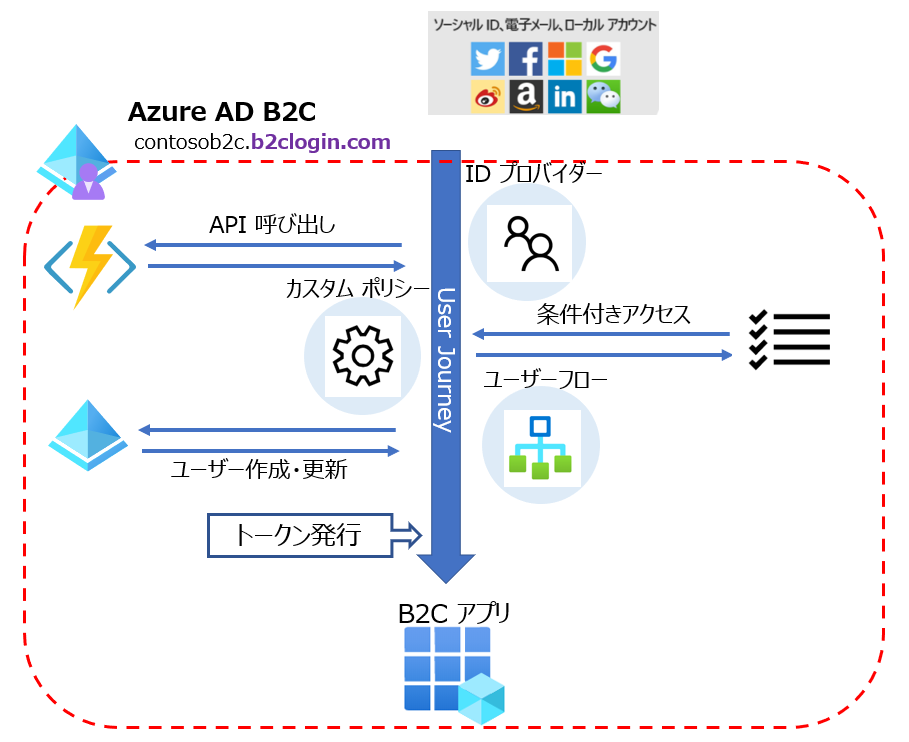 ソーシャル ID、電子メール、ローカル アカウント
Azure AD B2C
contosob2c.b2clogin.com
ID プロバイダー
API 呼び出し
カスタム ポリシー
User Journey
条件付きアクセス
ユーザーフロー
ユーザー作成・更新
トークン発行
B2C アプリ